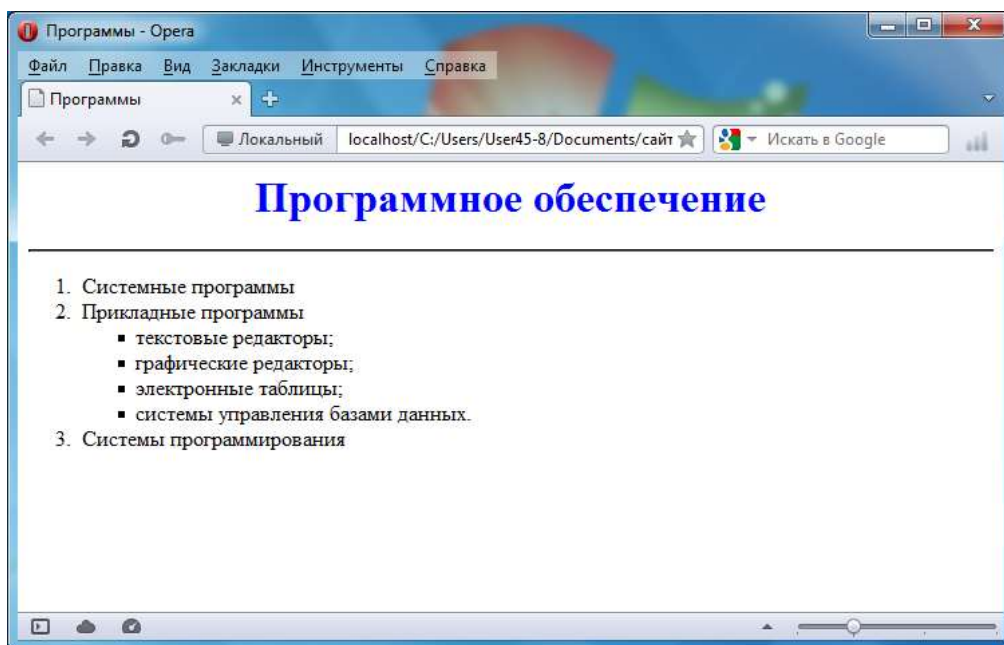 Программы - Opera
Файл Правка Вид Закладки Инструменты Справка
Программы
Локальный localhost/C:/Users/User45-8/Documents/сайт Искать в Google
Программное обеспечение
1. Системные программы
2. Прикладные программы
▪ текстовые редакторы;
▪ графические редакторы;
▪ электронные таблицы;
▪ системы управления базами данных.
3. Системы программирования